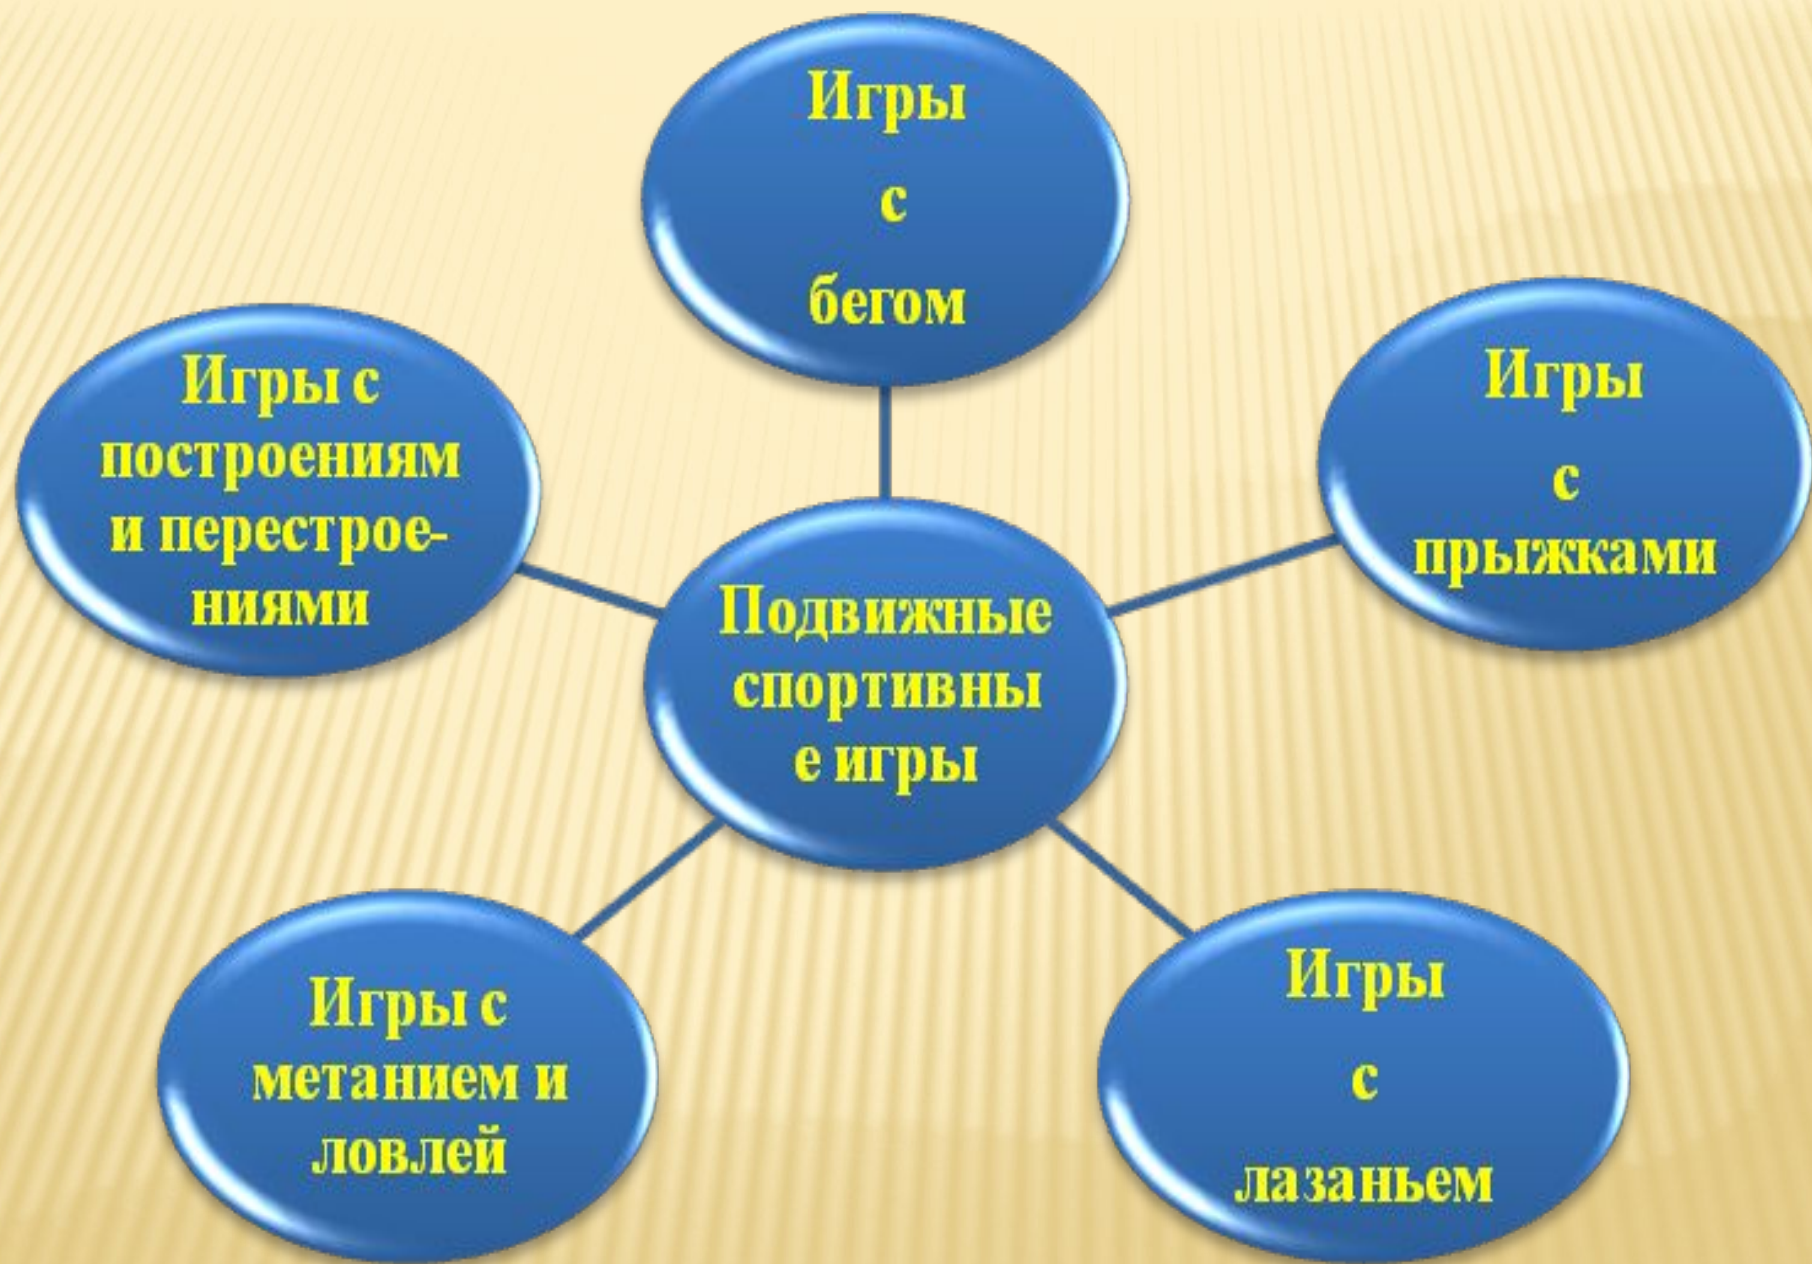 Игры
с
бегом
Игры с
построениям
и перестрое-
ниями
Игры
с
прыжками
Подвижные
спортивны
е игры
Игры с
метанием и
ловлей
Игры
с
лазаньем